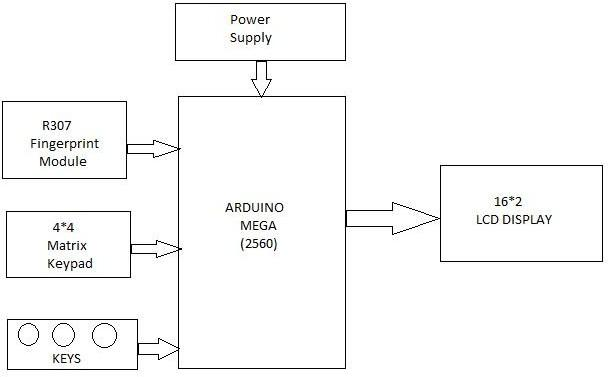 Power
Supply
R307
Fingerprint
Module
ARDUINO
MEGA
(2560)
16*2
LCD DISPLAY
4*4
Matrix
Keypad
KEYS